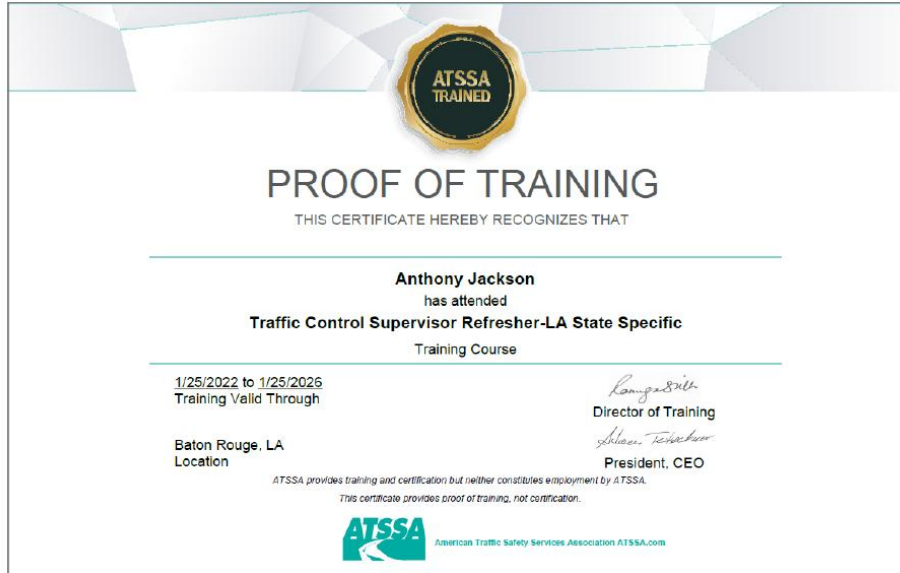 ATSSA
TRAINED
PROOF OF TRAINING
THIS CERTIFICATE HEREBY RECOGNIZES THAT
Anthony Jackson
has attended
Traffic Control Supervisor Refresher-LA State Specific
Training Course
1/25/2022 to 1/25/2026
Training Valid Through
Director of Training
Baton Rouge, LA
Location
President, CEO
ATSSA provides training and certification but neither constitutes employment by ATSSA.
This certificate provides proof of training, not certification.
ATSSA
American Traffic Safety Services Association ATSSA.com